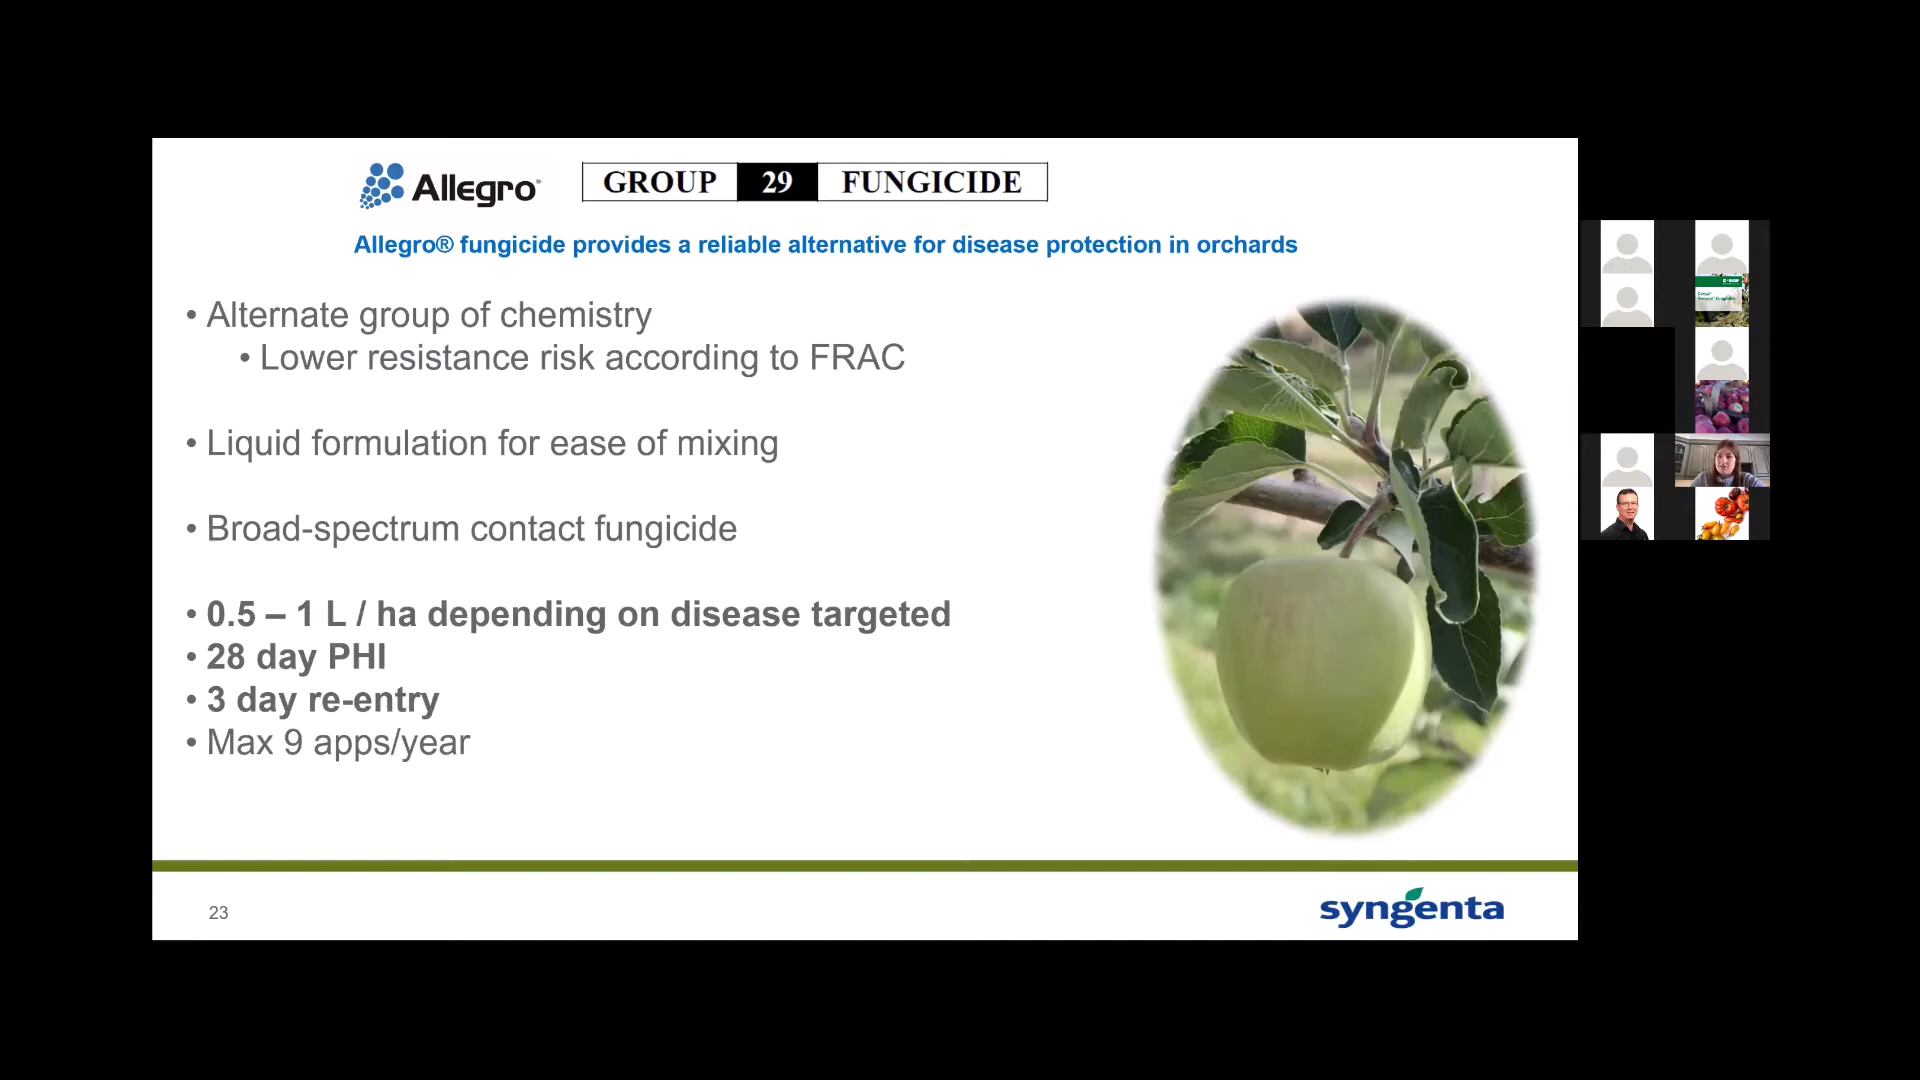 Allegro®
GROUP 29 FUNGICIDE
Allegro® fungicide provides a reliable alternative for disease protection in orchards
• Alternate group of chemistry
• Lower resistance risk according to FRAC
• Liquid formulation for ease of mixing
• Broad-spectrum contact fungicide
• 0.5 – 1 L / ha depending on disease targeted
• 28 day PHI
• 3 day re-entry
• Max 9 apps/year
23
syngenta